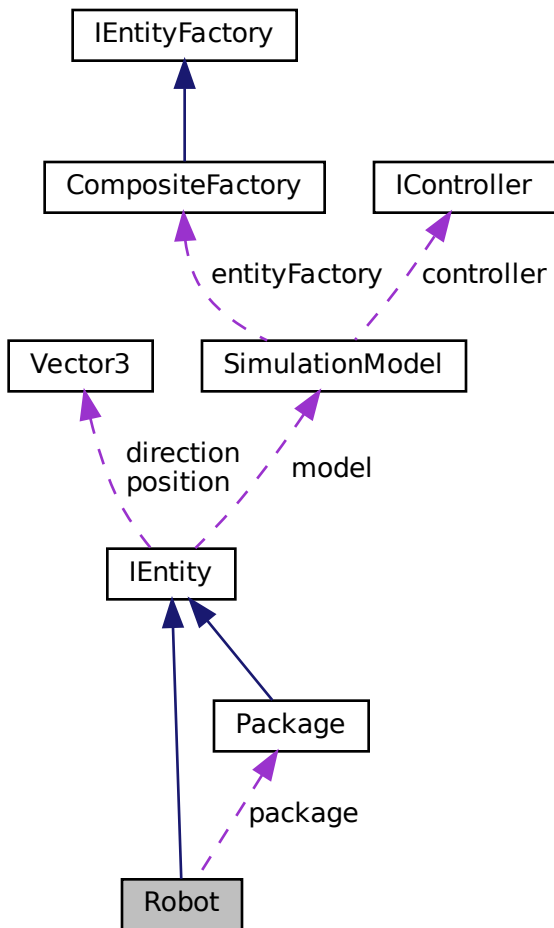 IEntityFactory
CompositeFactory
IController
entityFactory
controller
Vector3
SimulationModel
direction
position
model
IEntity
Package
package
Robot